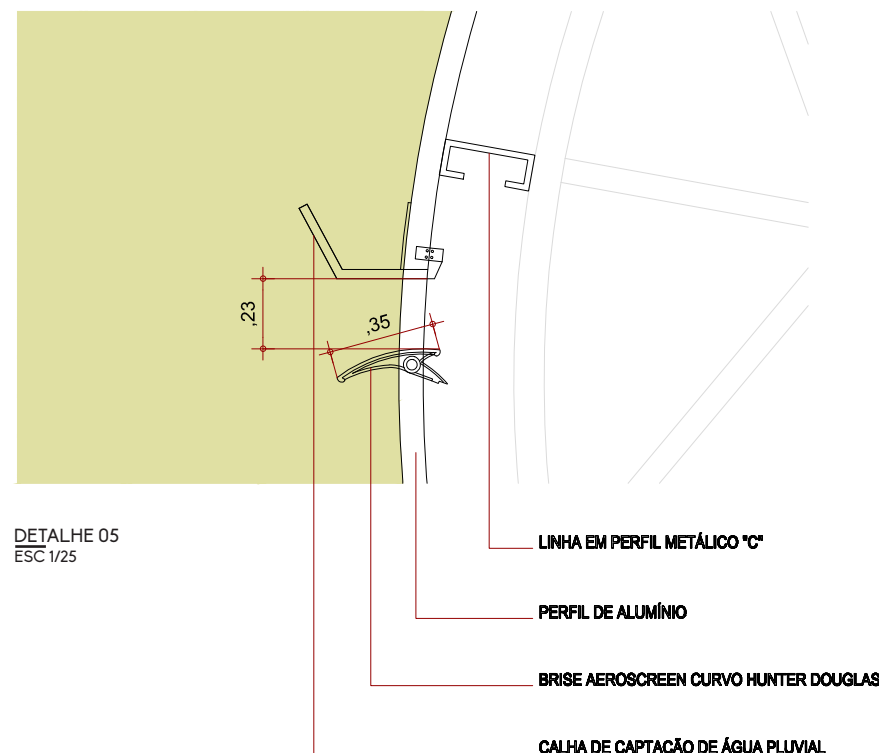 ,23
,35
DETALHE 05
ESC 1/25
LINHA EM PERFIL METÁLICO "C"
PERFIL DE ALUMÍNIO
BRISE AEROSCREEN CURVO HUNTER DOUGLAS
CALHA DE CAPTAÇÃO DE ÁGUA PLUVIAL